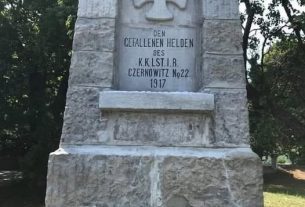 DEN
GEFALLENEN HELDEN
DES
K.K.LST.I.R.
CZERNOWITZ No 22
1917